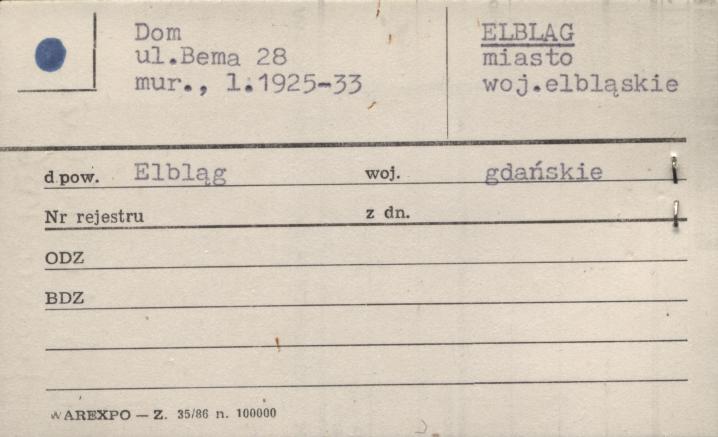 Dom
ul.Bema 28
mur., l.1925-33
ELBLĄG
miasto
woj.elbląskie
d pow. Elbląg woj. gdańskie
Nr rejestru z dn.
ODZ
BDZ
WAREXPO — Z. 35/86 n. 100000